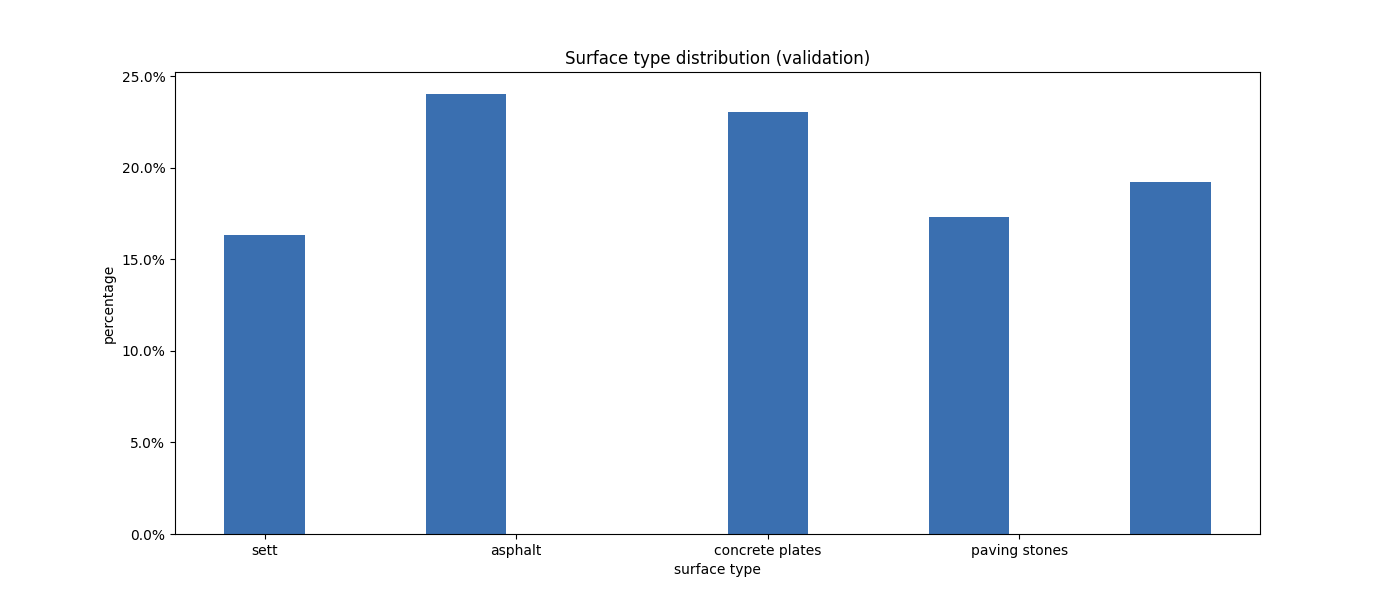 Surface type distribution (validation)
25.0%
20.0%
15.0%
10.0%
5.0%
0.0%
percentage
sett asphalt concrete plates paving stones
surface type